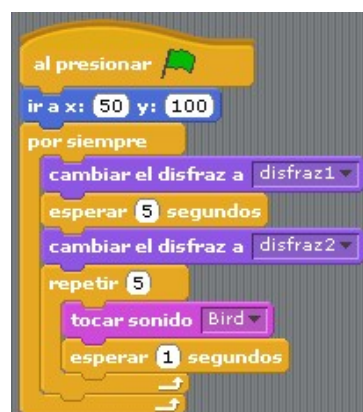 al presionar
ir a x: 50 y: 100
por siempre
cambiar el disfraz a disfraz1
esperar 5 segundos
cambiar el disfraz a disfraz2
repetir 5
tocar sonido Bird
esperar 1 segundos